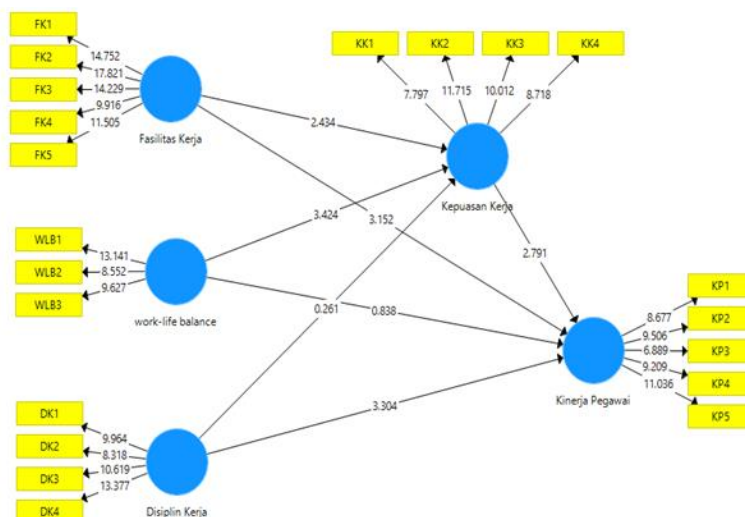 FK1
FK2
FK3
FK4
FK5
14.752
17.821
14.229
9.916
11.505
Fasilitas Kerja
KK1
KK2
KK3
KK4
7.797
11.715
10.012
8.718
Kepuasan Kerja
2.434
3.424
3.152
0.261
2.791
0.838
3.304
WLB1
WLB2
WLB3
13.141
8.552
9.627
work-life balance
KP1
KP2
KP3
KP4
KP5
8.677
9.506
6.889
9.209
11.036
Kinerja Pegawai
DK1
DK2
DK3
DK4
9.964
8.318
10.619
13.377
Disiplin Kerja